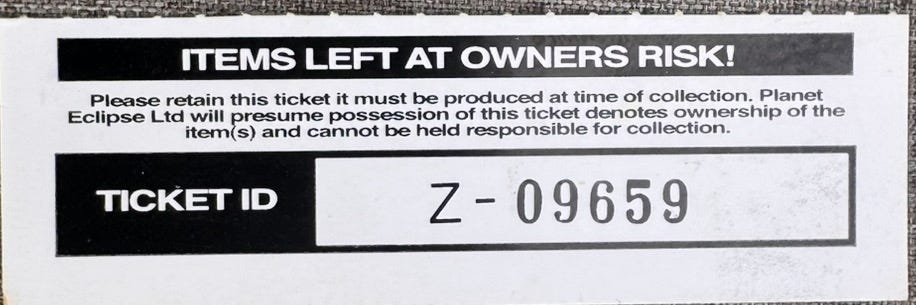 ITEMS LEFT AT OWNERS RISK!
Please retain this ticket it must be produced at time of collection. Planet
Eclipse Ltd will presume possession of this ticket denotes ownership of the
item(s) and cannot be held responsible for collection.
TICKET ID Z - 09659